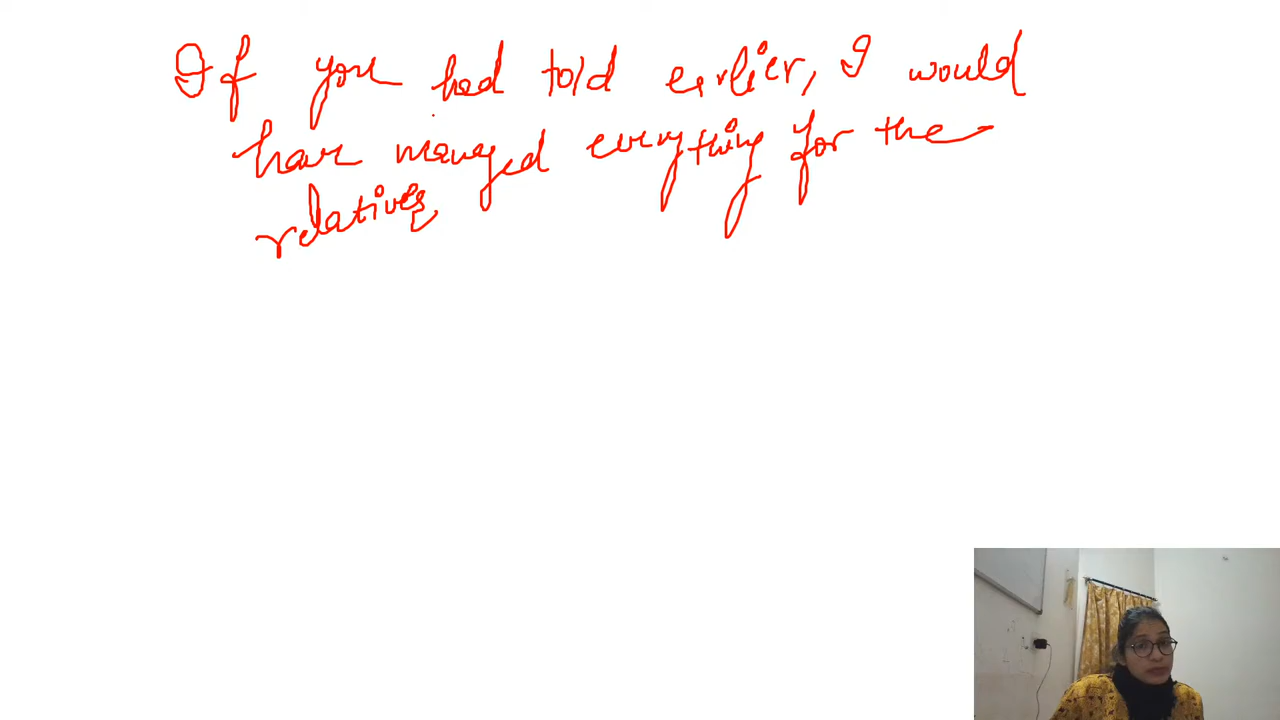 If you had told earlier, I would
have managed everything for the
relatives